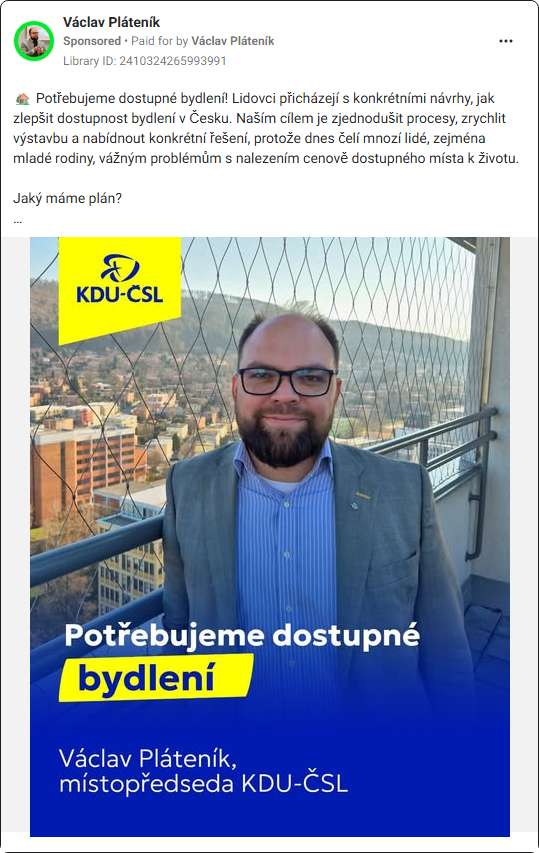 Václav Pláteník
Sponsored • Paid for by Václav Pláteník
Library ID: 2410324265993991
🏠 Potřebujeme dostupné bydlení! Lidovci přicházejí s konkrétními návrhy, jak
zlepšit dostupnost bydlení v Česku. Naším cílem je zjednodušit procesy, zrychlit
výstavbu a nabídnout konkrétní řešení, protože dnes čelí mnozí lidé, zejména
mladé rodiny, vážným problémům s nalezením cenově dostupného místa k životu.
Jaký máme plán?
...
KDU-ČSL
Potřebujeme dostupné
bydlení
Václav Pláteník,
místopředseda KDU-ČSL